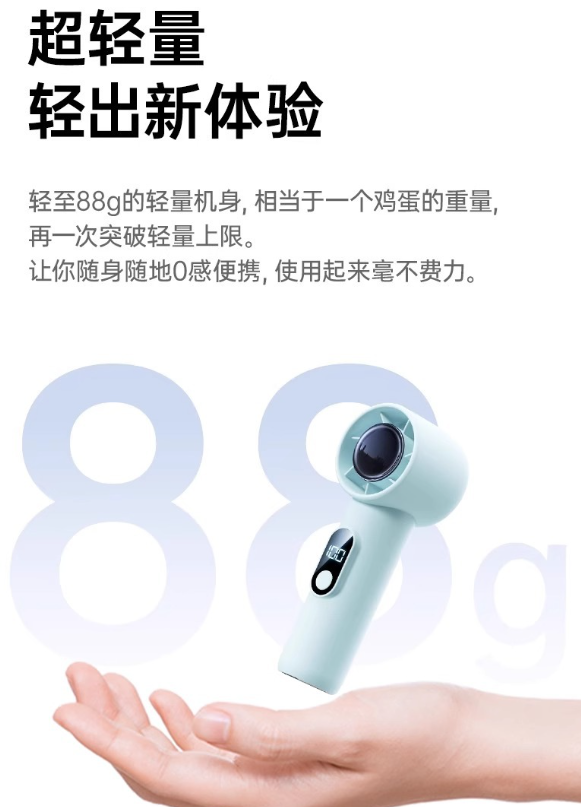 超轻量
轻出新体验
轻至88g的轻量机身, 相当于一个鸡蛋的重量,
再一次突破轻量上限。
让你随身随地0感便携, 使用起来毫不费力。
88g
100